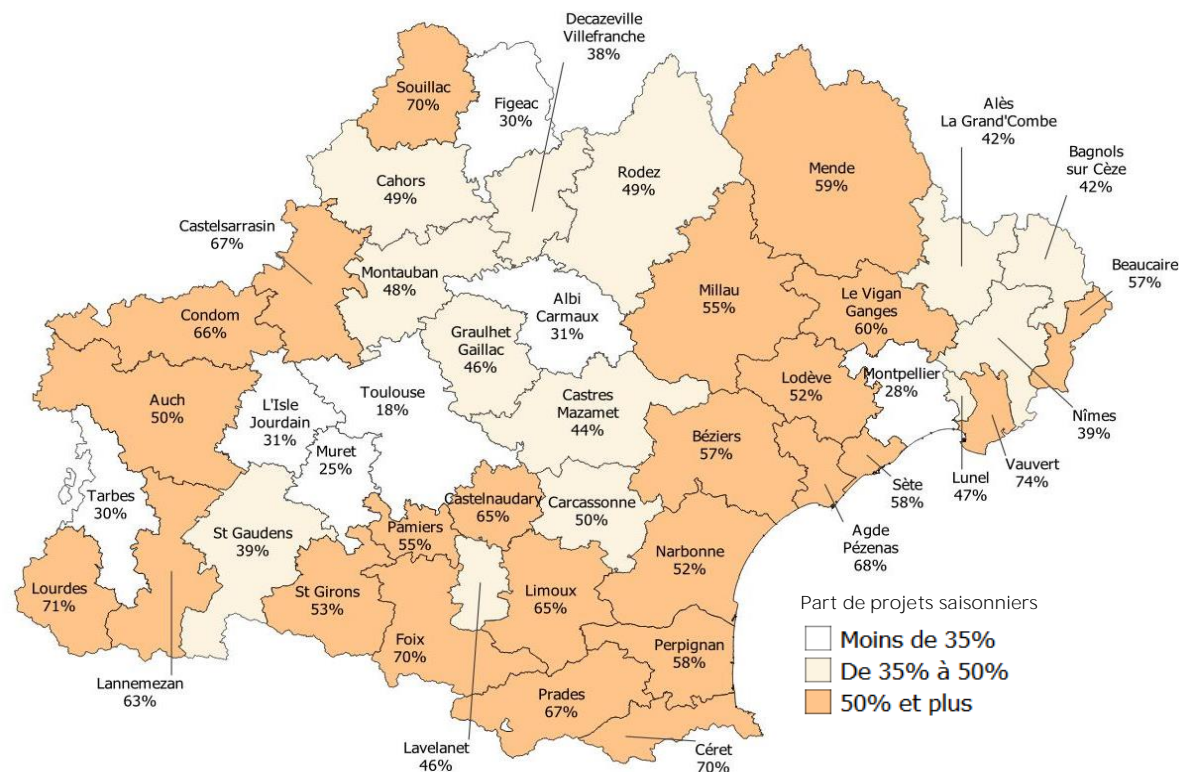 Decazeville
Villefranche
38%
Souillac
70%
Figeac
30%
Alès
La Grand'Combe
42%
Bagnols
sur Cèze
42%
Mende
59%
Rodez
49%
Cahors
49%
Castelsarrasin
67%
Beaucaire
57%
Montauban
48%
Albi
Carmaux
31%
Millau
55%
Le Vigan
Ganges
60%
Condom
66%
Graulhet
Gaillac
46%
Montpellier
28%
Lodève
52%
Auch
50%
L'Isle
Jourdain
31%
Toulouse
18%
Castres
Mazamet
44%
Nîmes
39%
Muret
25%
Béziers
57%
Vauvert
74%
Lunel
47%
Sète
58%
Tarbes
30%
Castelnaudary
65%
Carcassonne
50%
Agde
Pézenas
68%
St Gaudens
39%
Pamiers
55%
Narbonne
52%
Lourdes
71%
St Girons
53%
Limoux
65%
Part de projets saisonniers
Moins de 35%
De 35% à 50%
50% et plus
Foix
70%
Perpignan
58%
Lannemezan
63%
Prades
67%
Lavelanet
46%
Céret
70%